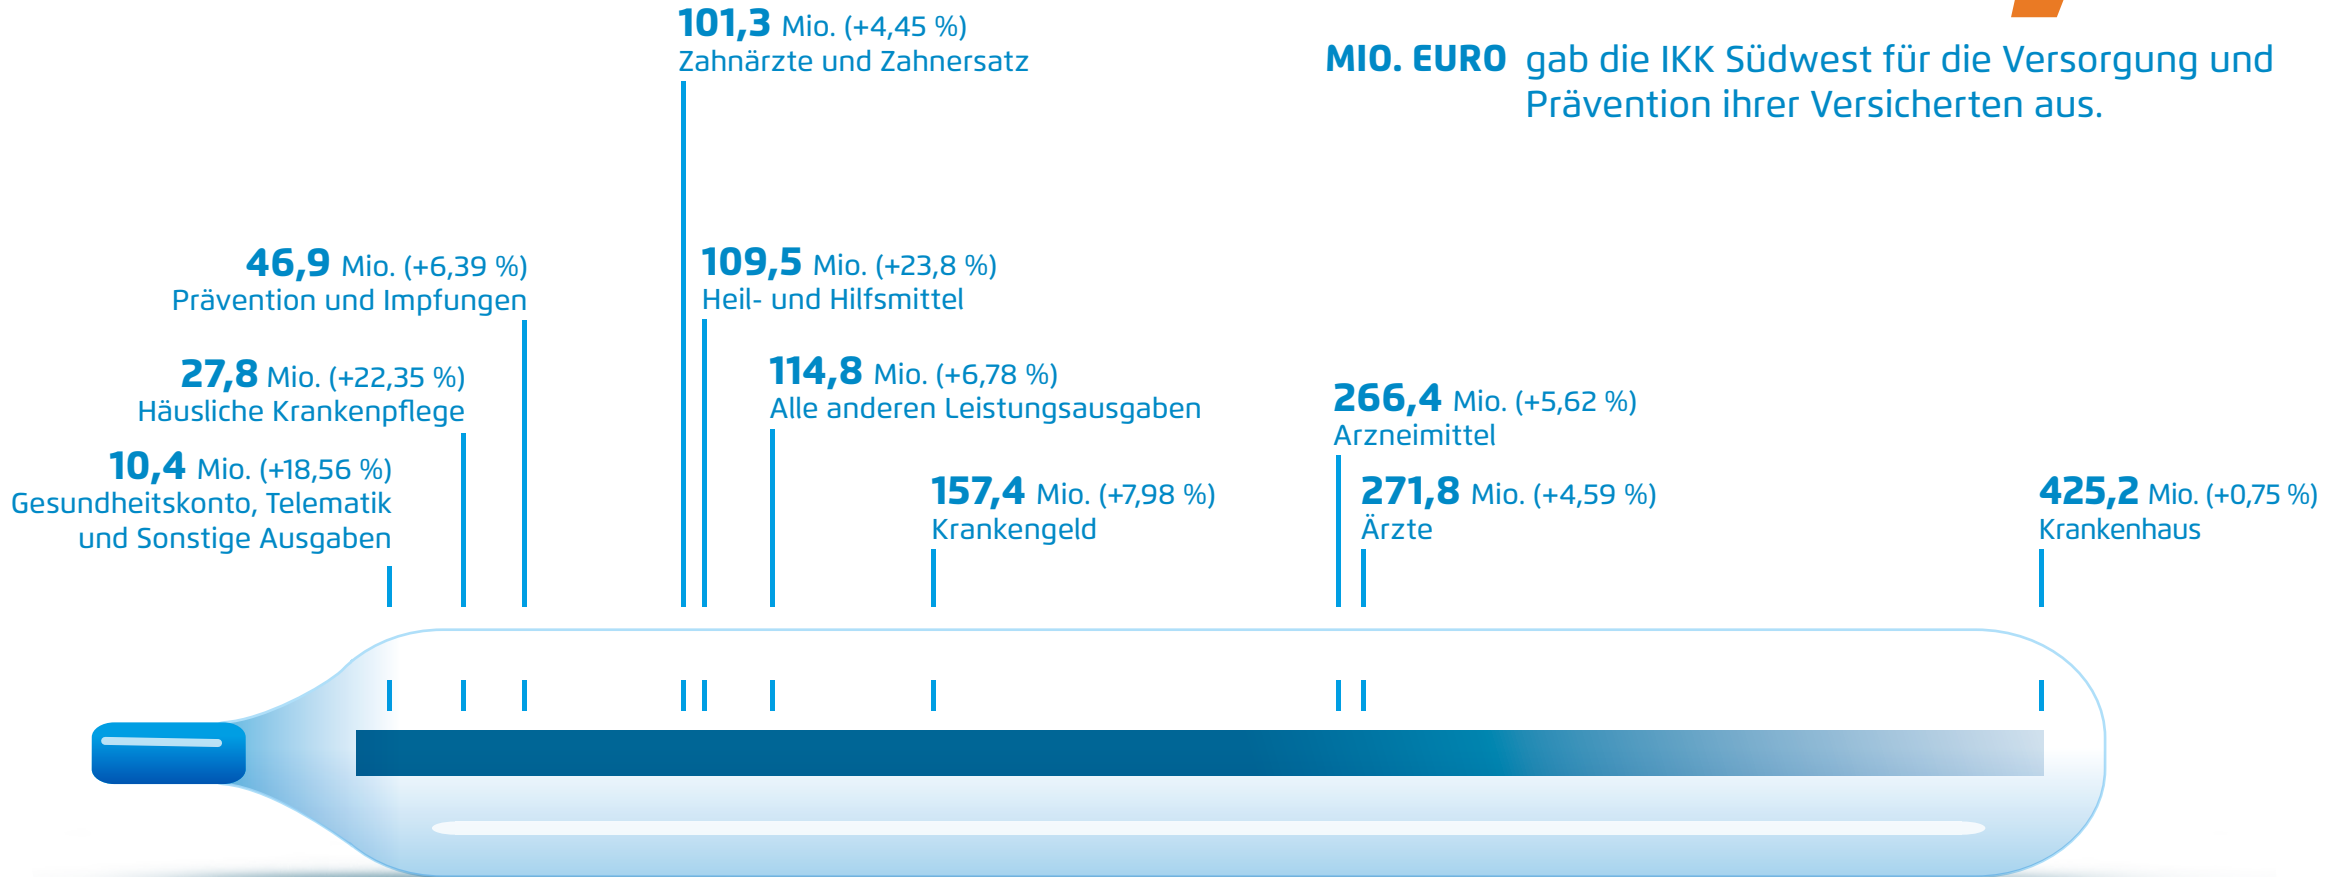 101,3 Mio. (+4,45 %)
Zahnärzte und Zahnersatz
MIO. EURO gab die IKK Südwest für die Versorgung und
Prävention ihrer Versicherten aus.
46,9 Mio. (+6,39 %)
Prävention und Impfungen
109,5 Mio. (+23,8 %)
Heil- und Hilfsmittel
27,8 Mio. (+22,35 %)
Häusliche Krankenpflege
114,8 Mio. (+6,78 %)
Alle anderen Leistungsausgaben
266,4 Mio. (+5,62 %)
Arzneimittel
10,4 Mio. (+18,56 %)
Gesundheitskonto, Telematik
und Sonstige Ausgaben
157,4 Mio. (+7,98 %)
Krankengeld
271,8 Mio. (+4,59 %)
Ärzte
425,2 Mio. (+0,75 %)
Krankenhaus